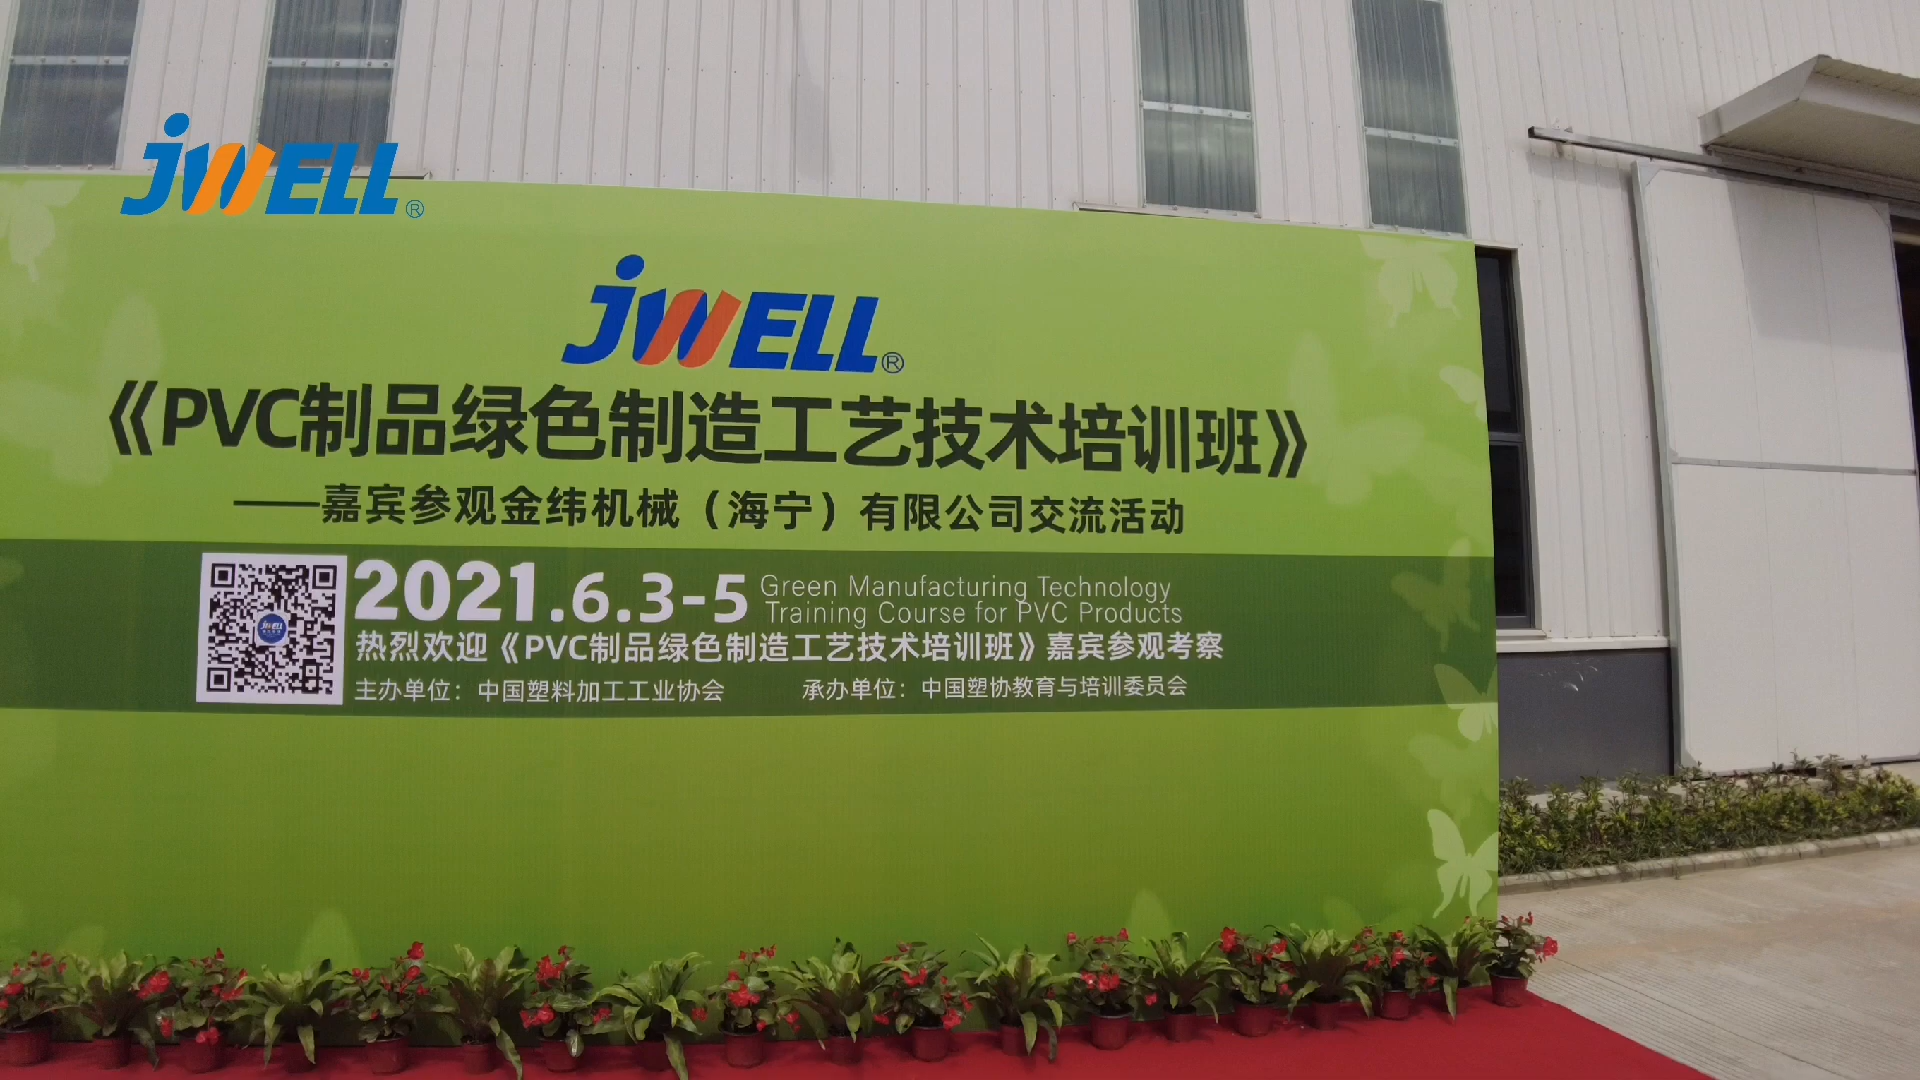 JWELL®
JWELL®
《PVC制品绿色制造工艺技术培训班》
——嘉宾参观金纬机械（海宁）有限公司交流活动
2021.6.3-5
Green Manufacturing Technology
Training Course for PVC Products
热烈欢迎《PVC制品绿色制造工艺技术培训班》嘉宾参观考察
主办单位：中国塑料加工工业协会 承办单位：中国塑协教育与培训委员会